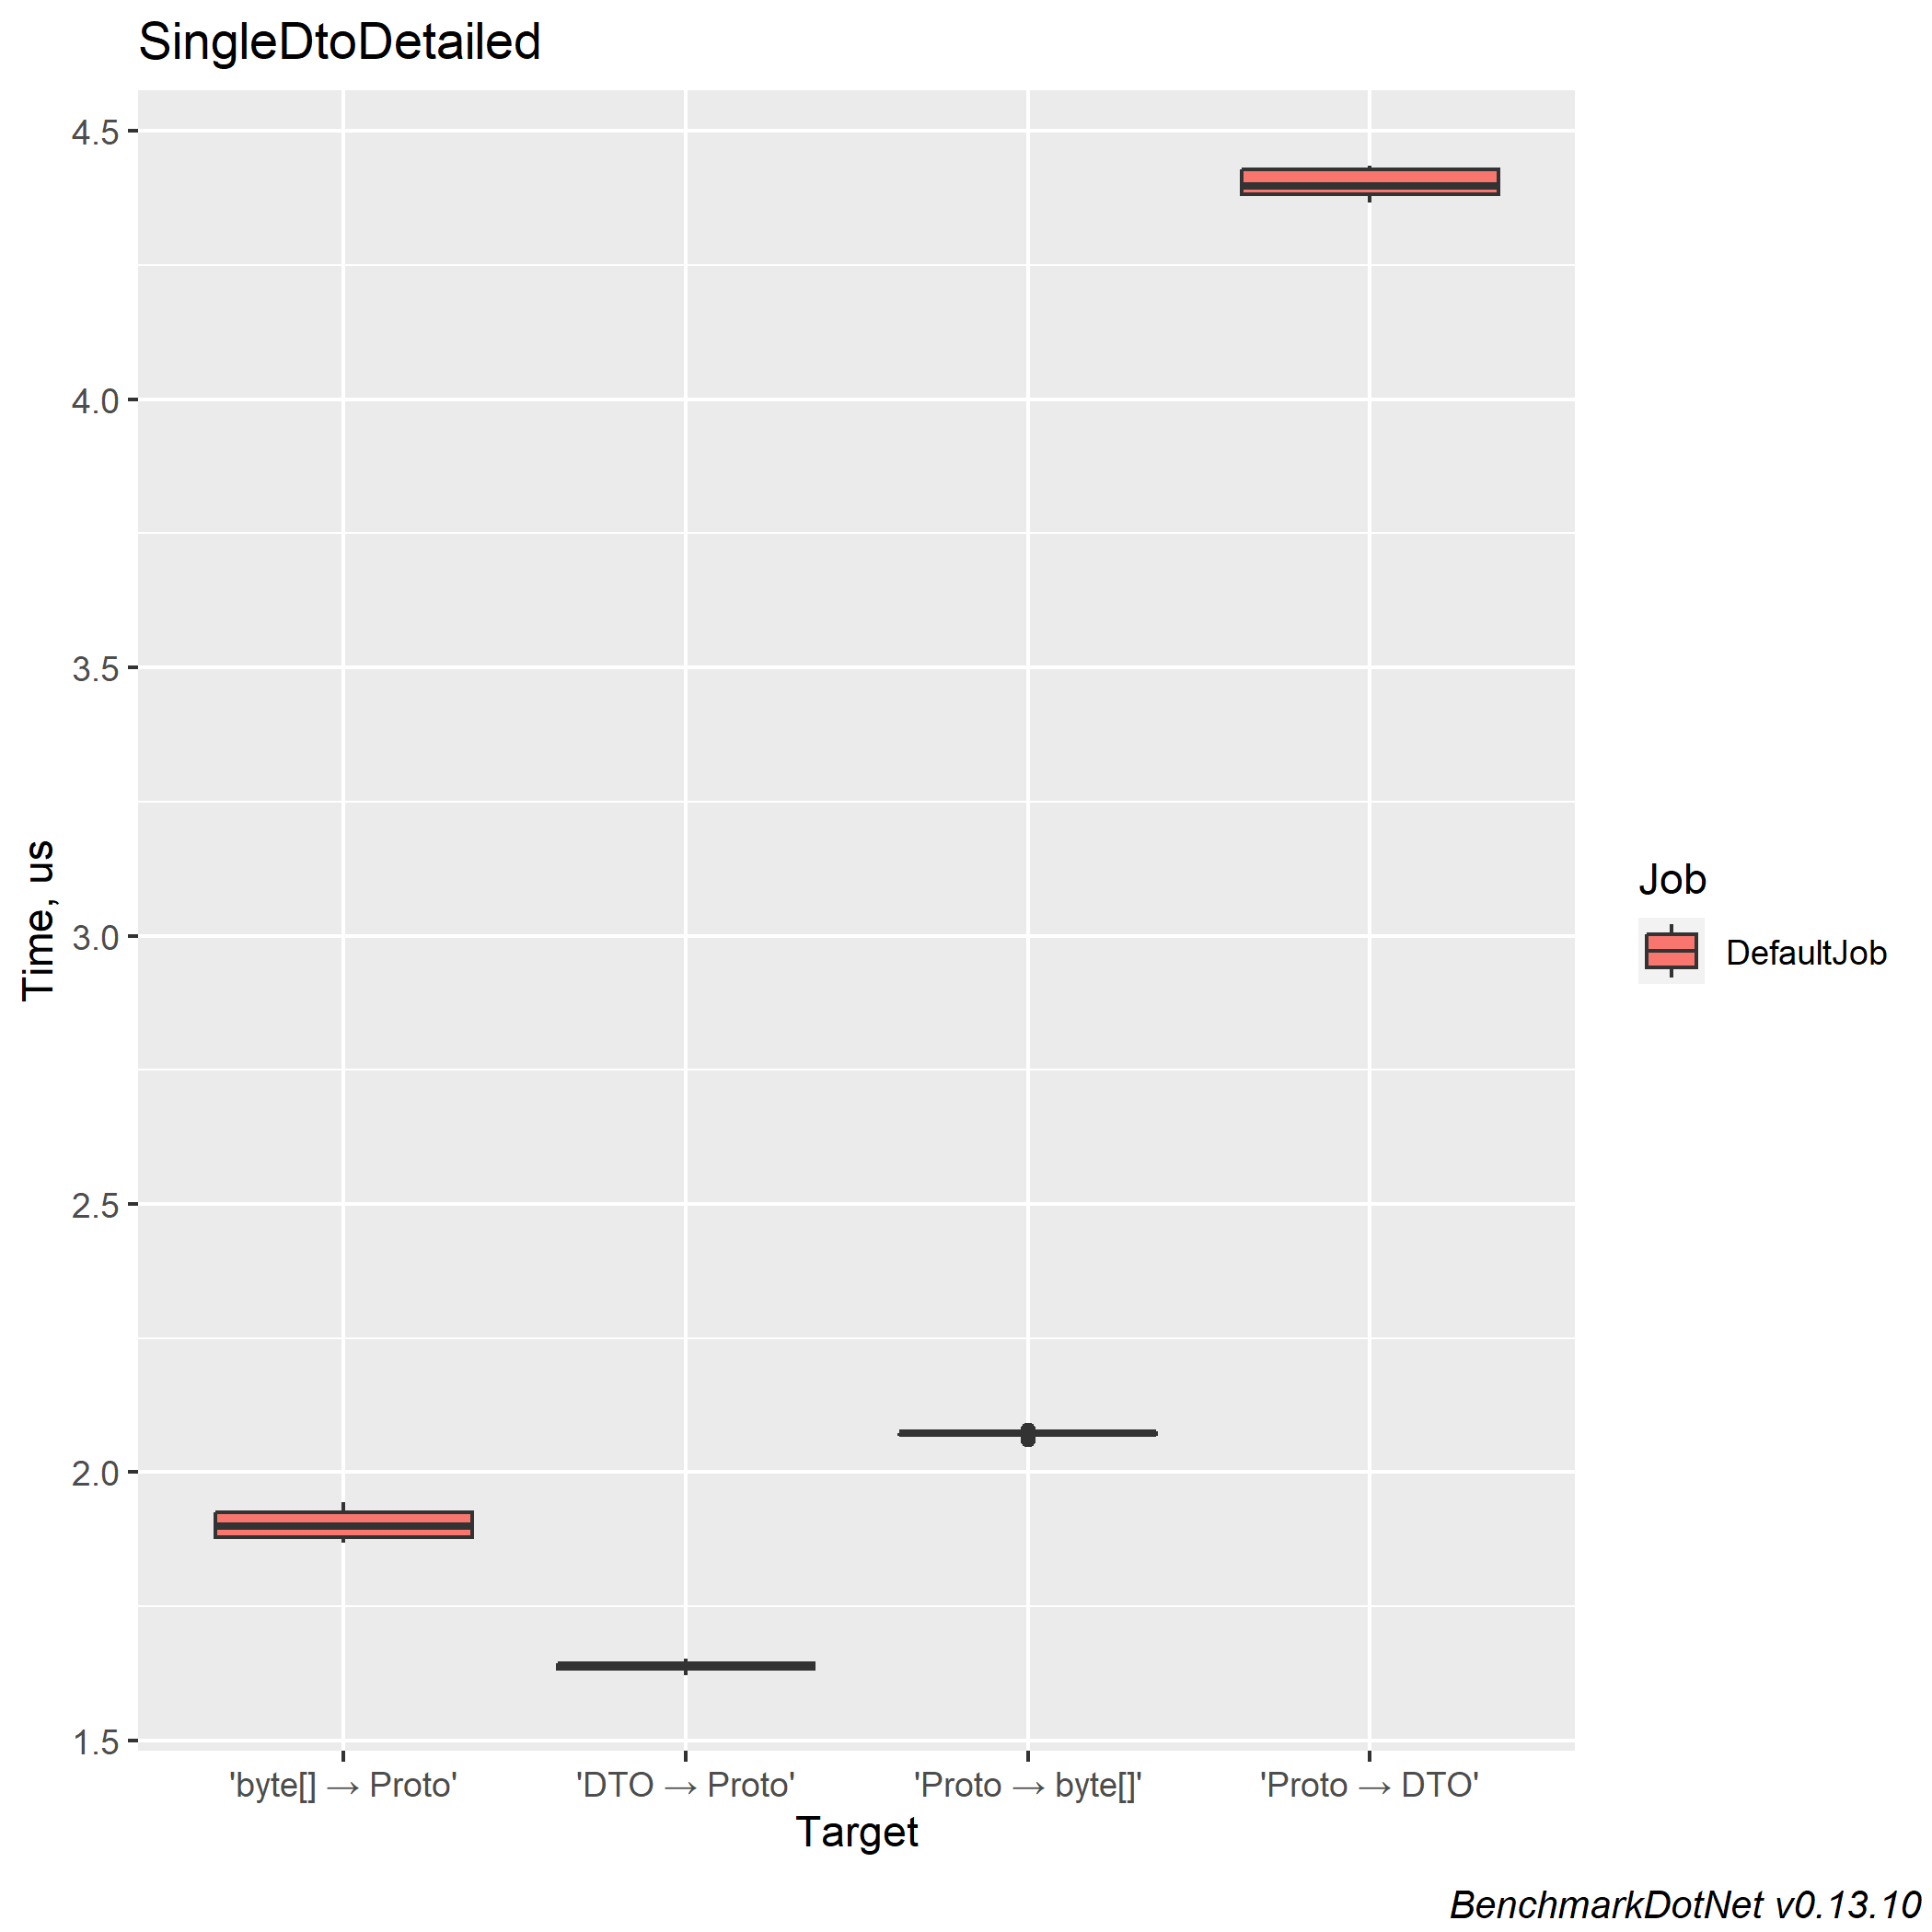 SingleDtoDetailed
4.5
4.0
3.5
3.0
2.5
2.0
1.5
Time, us
'byte[] → Proto' 'DTO → Proto' 'Proto → byte[]' 'Proto → DTO'
Target
Job
DefaultJob
BenchmarkDotNet v0.13.10